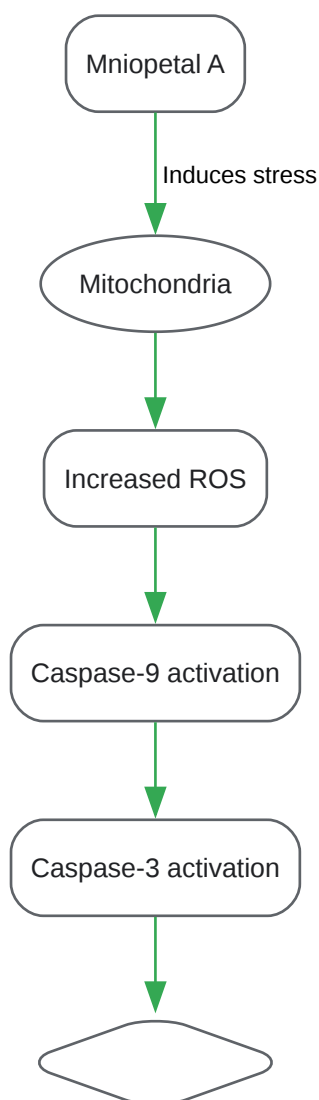 Mniopetal A
Induces stress
Mitochondria
Increased ROS
Caspase-9 activation
Caspase-3 activation